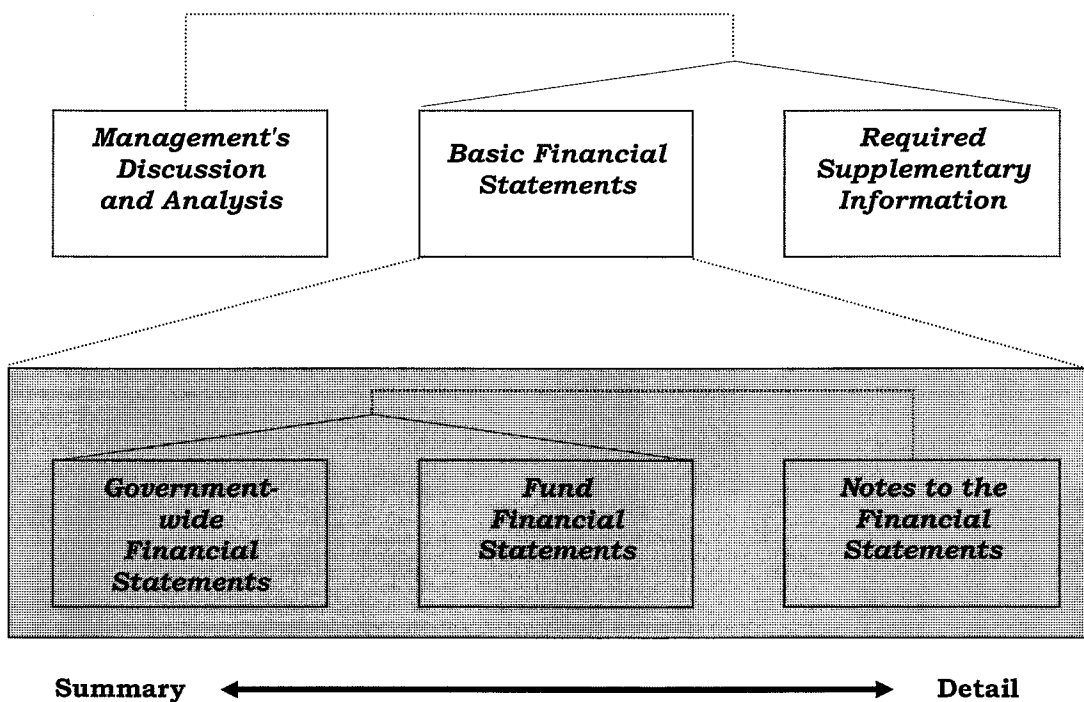 Management's
Discussion
and Analysis
Basic Financial
Statements
Required
Supplementary
Information
Government-
wide
Financial
Statements
Fund
Financial
Statements
Notes to the
Financial
Statements
Summary
Detail